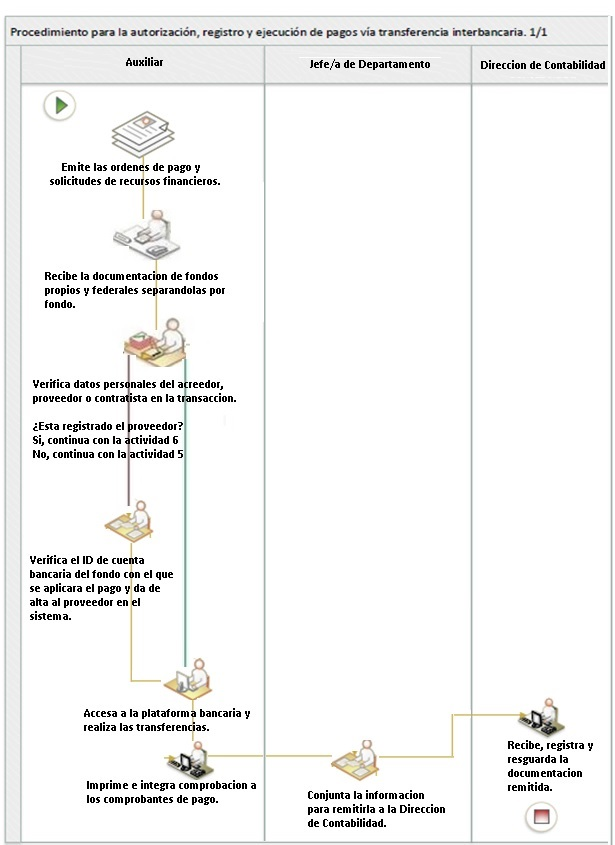 Procedimiento para la autorización, registro y ejecución de pagos vía transferencia interbancaria. 1/1
Auxiliar
Jefe/a de Departamento
Direccion de Contabilidad
Emite las ordenes de pago y
solicitudes de recursos financieros.
Recibe la documentacion de fondos
propios y federales separandolas por
fondo.
Verifica datos personales del acreedor,
proveedor o contratista en la transaccion.
¿Esta registrado el proveedor?
Si, continua con la actividad 6
No, continua con la actividad 5
Verifica el ID de cuenta
bancaria del fondo con el que
se aplicara el pago y da de
alta al proveedor en el
sistema.
Accesa a la plataforma bancaria y
realiza las transferencias.
Imprime e integra comprobacion a
los comprobantes de pago.
Conjunta la informacion
para remitirla a la Direccion
de Contabilidad.
Recibe, registra y
resguarda la
documentacion
remitida.